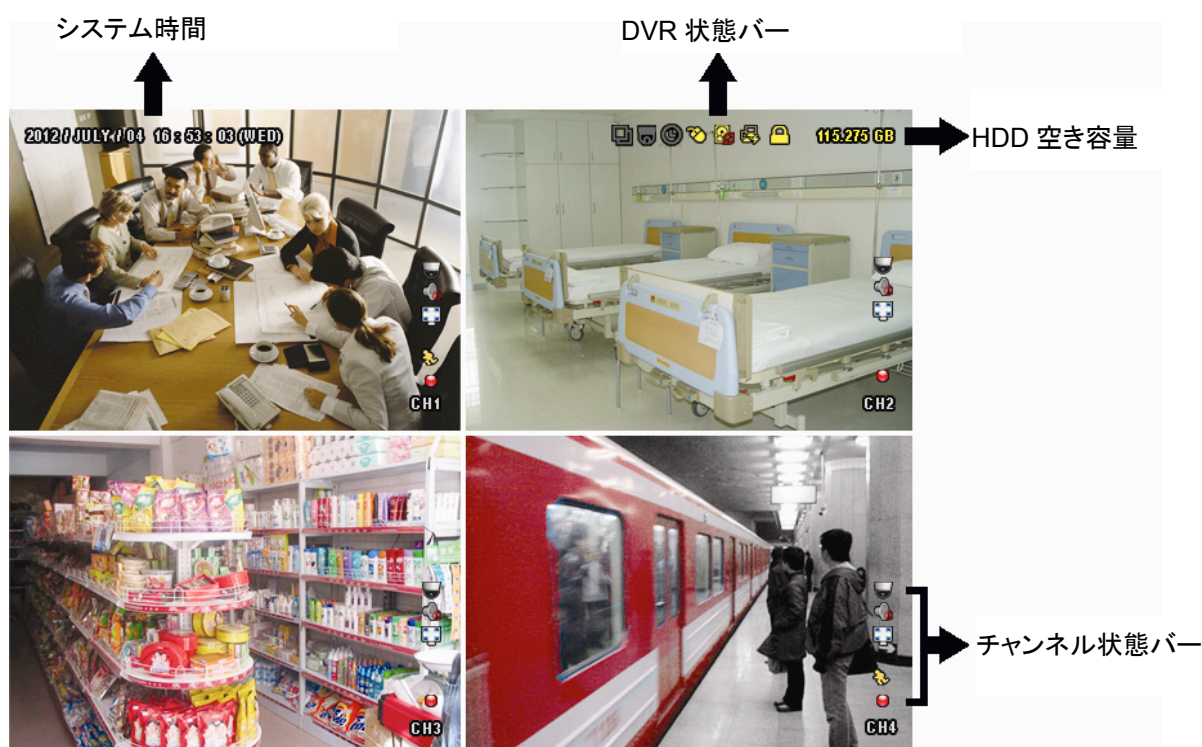 システム時間
DVR 状態バー
2012 / JULY / 04 16 : 53 : 03 (WED)
115.275 GB
HDD 空き容量
CH1
CH2
チャンネル状態バー
CH3
CH4